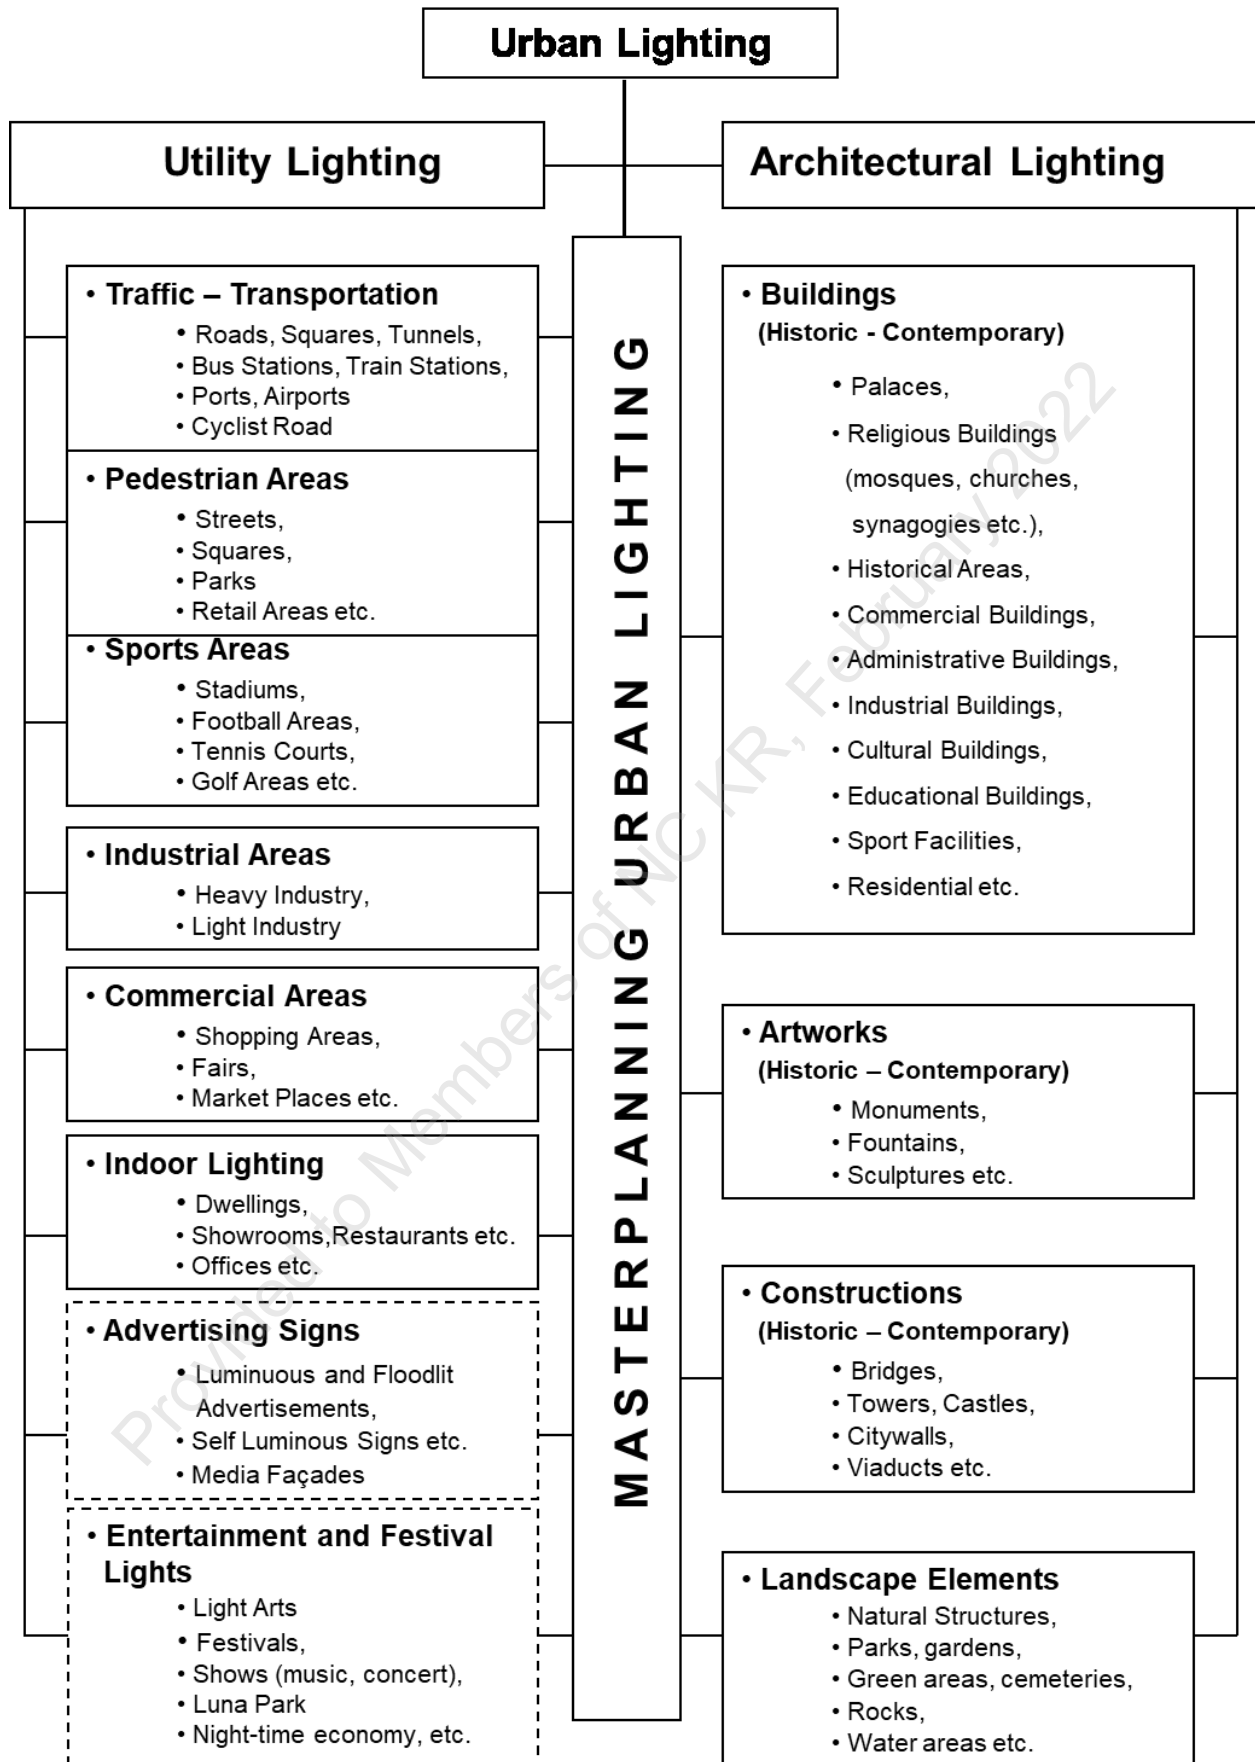 Urban Lighting
Utility Lighting
Architectural Lighting
MASTERPLANNING URBAN LIGHTING
• Traffic – Transportation
• Roads, Squares, Tunnels,
• Bus Stations, Train Stations,
• Ports, Airports
• Cyclist Road
• Pedestrian Areas
• Streets,
• Squares,
• Parks
• Retail Areas etc.
• Sports Areas
• Stadiums,
• Football Areas,
• Tennis Courts,
• Golf Areas etc.
• Industrial Areas
• Heavy Industry,
• Light Industry
• Commercial Areas
• Shopping Areas,
• Fairs,
• Market Places etc.
• Indoor Lighting
• Dwellings,
• Showrooms,Restaurants etc.
• Offices etc.
• Advertising Signs
• Luminuous and Floodlit
Advertisements,
• Self Luminous Signs etc.
• Media Façades
• Entertainment and Festival
Lights
• Light Arts
• Festivals,
• Shows (music, concert),
• Luna Park
• Night-time economy, etc.
• Buildings
(Historic - Contemporary)
• Palaces,
• Religious Buildings
(mosques, churches,
synagogies etc.),
• Historical Areas,
• Commercial Buildings,
• Administrative Buildings,
• Industrial Buildings,
• Cultural Buildings,
• Educational Buildings,
• Sport Facilities,
• Residential etc.
• Artworks
(Historic – Contemporary)
• Monuments,
• Fountains,
• Sculptures etc.
• Constructions
(Historic – Contemporary)
• Bridges,
• Towers, Castles,
• Citywalls,
• Viaducts etc.
• Landscape Elements
• Natural Structures,
• Parks, gardens,
• Green areas, cemeteries,
• Rocks,
• Water areas etc.
Provided to Members of NC KR, February 2022